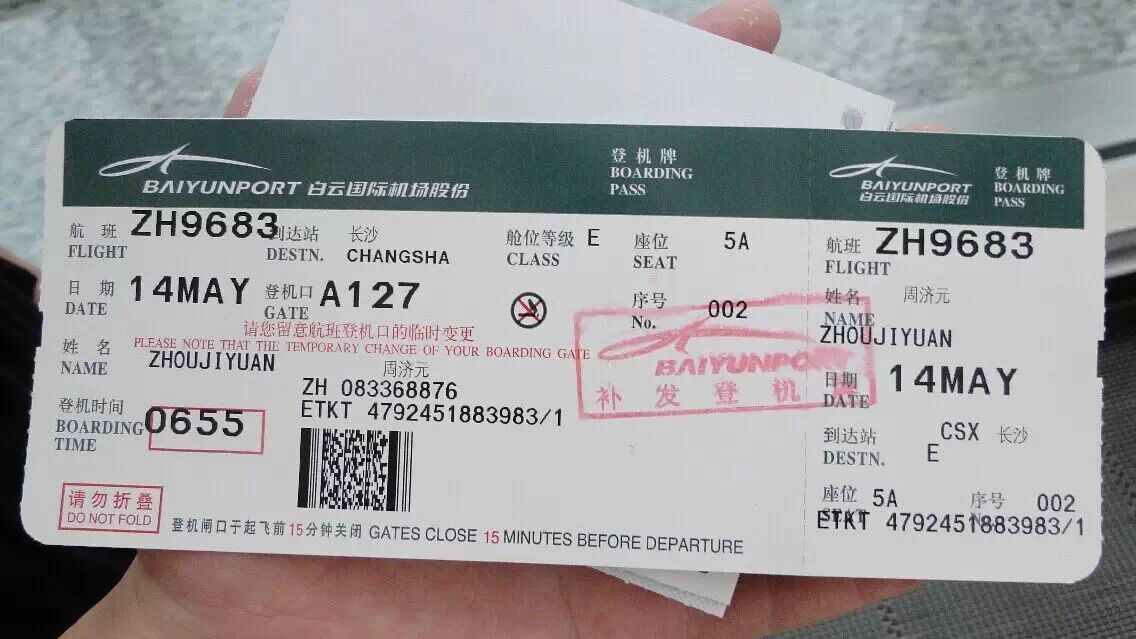 BAIYUNPORT 白云国际机场股份
登机牌
BOARDING
PASS
航班 ZH9683 到达站 长沙 舱位等级 E 座位 5A
FLIGHT DESTN. CHANGSHA CLASS SEAT
日期 14MAY 登机口 A127 序号 002
DATE GATE No.
请您留意航班登机口的临时变更
PLEASE NOTE THAT THE TEMPORARY CHANGE OF YOUR BOARDING GATE
姓名 ZHOUJIYUAN 周济元
NAME
ZH 083368876
ETKT 4792451883983/1
登机时间
BOARDING 0655
TIME
BAIYUNPORT
补发登机
请勿折叠
DO NOT FOLD
登机闸口于起飞前15分钟关闭 GATES CLOSE 15 MINUTES BEFORE DEPARTURE
BAIYUNPORT
白云国际机场股份
登机牌
BOARDING
PASS
航班 ZH9683
FLIGHT
姓名 周济元
NAME
ZHOUJIYUAN
日期 14MAY
DATE
到达站 CSX 长沙
DESTN. E
座位 5A 序号 002
ETKT 4792451883983/1